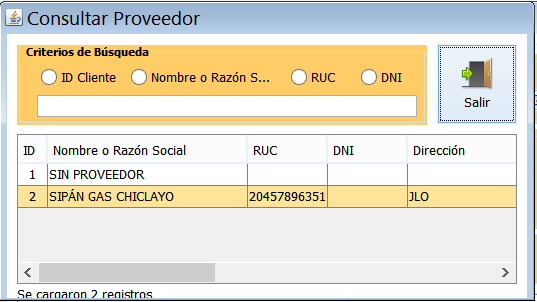 Consultar Proveedor
Criterios de Búsqueda
ID Cliente Nombre o Razón S... RUC DNI
Salir
ID Nombre o Razón Social RUC DNI Dirección
1 SIN PROVEEDOR
2 SIPÁN GAS CHICLAYO 20457896351 JLO
Se cargaron 2 registros